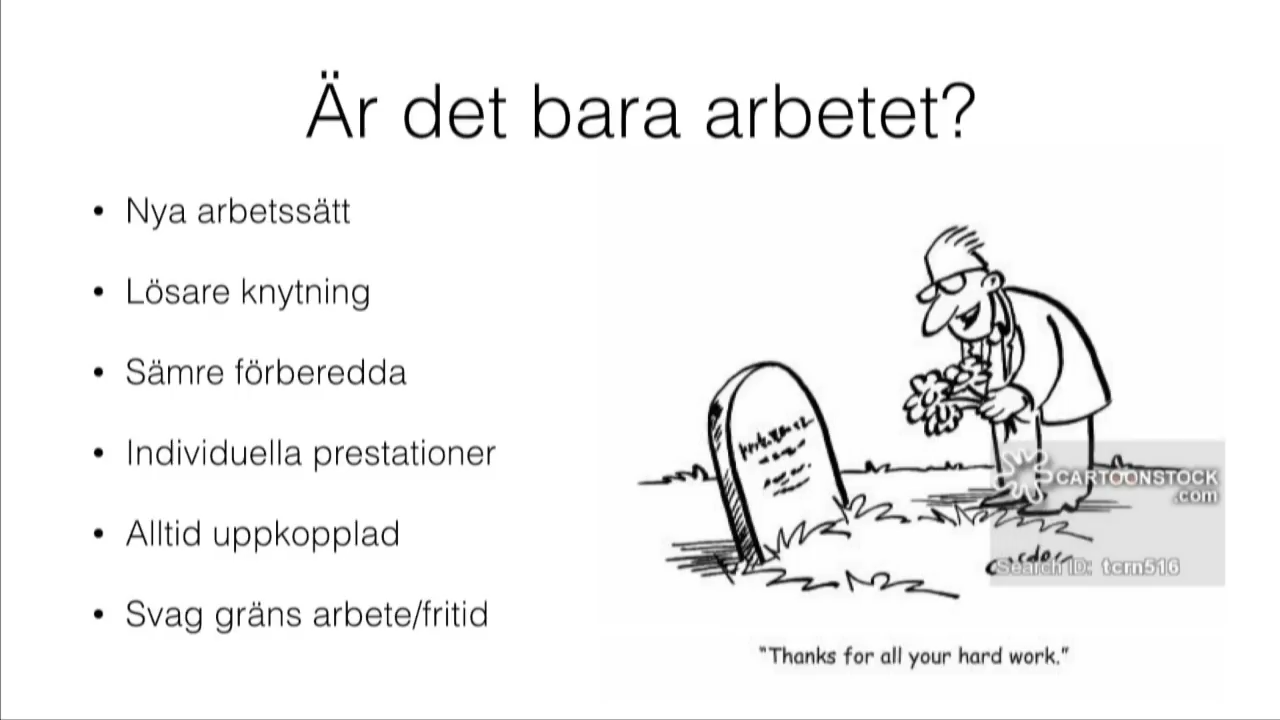 Är det bara arbetet?
• Nya arbetssätt
• Lösare knytning
• Sämre förberedda
• Individuella prestationer
• Alltid uppkopplad
• Svag gräns arbete/fritid
CARTOONSTOCK
.com
Search ID: tcrn516
"Thanks for all your hard work."